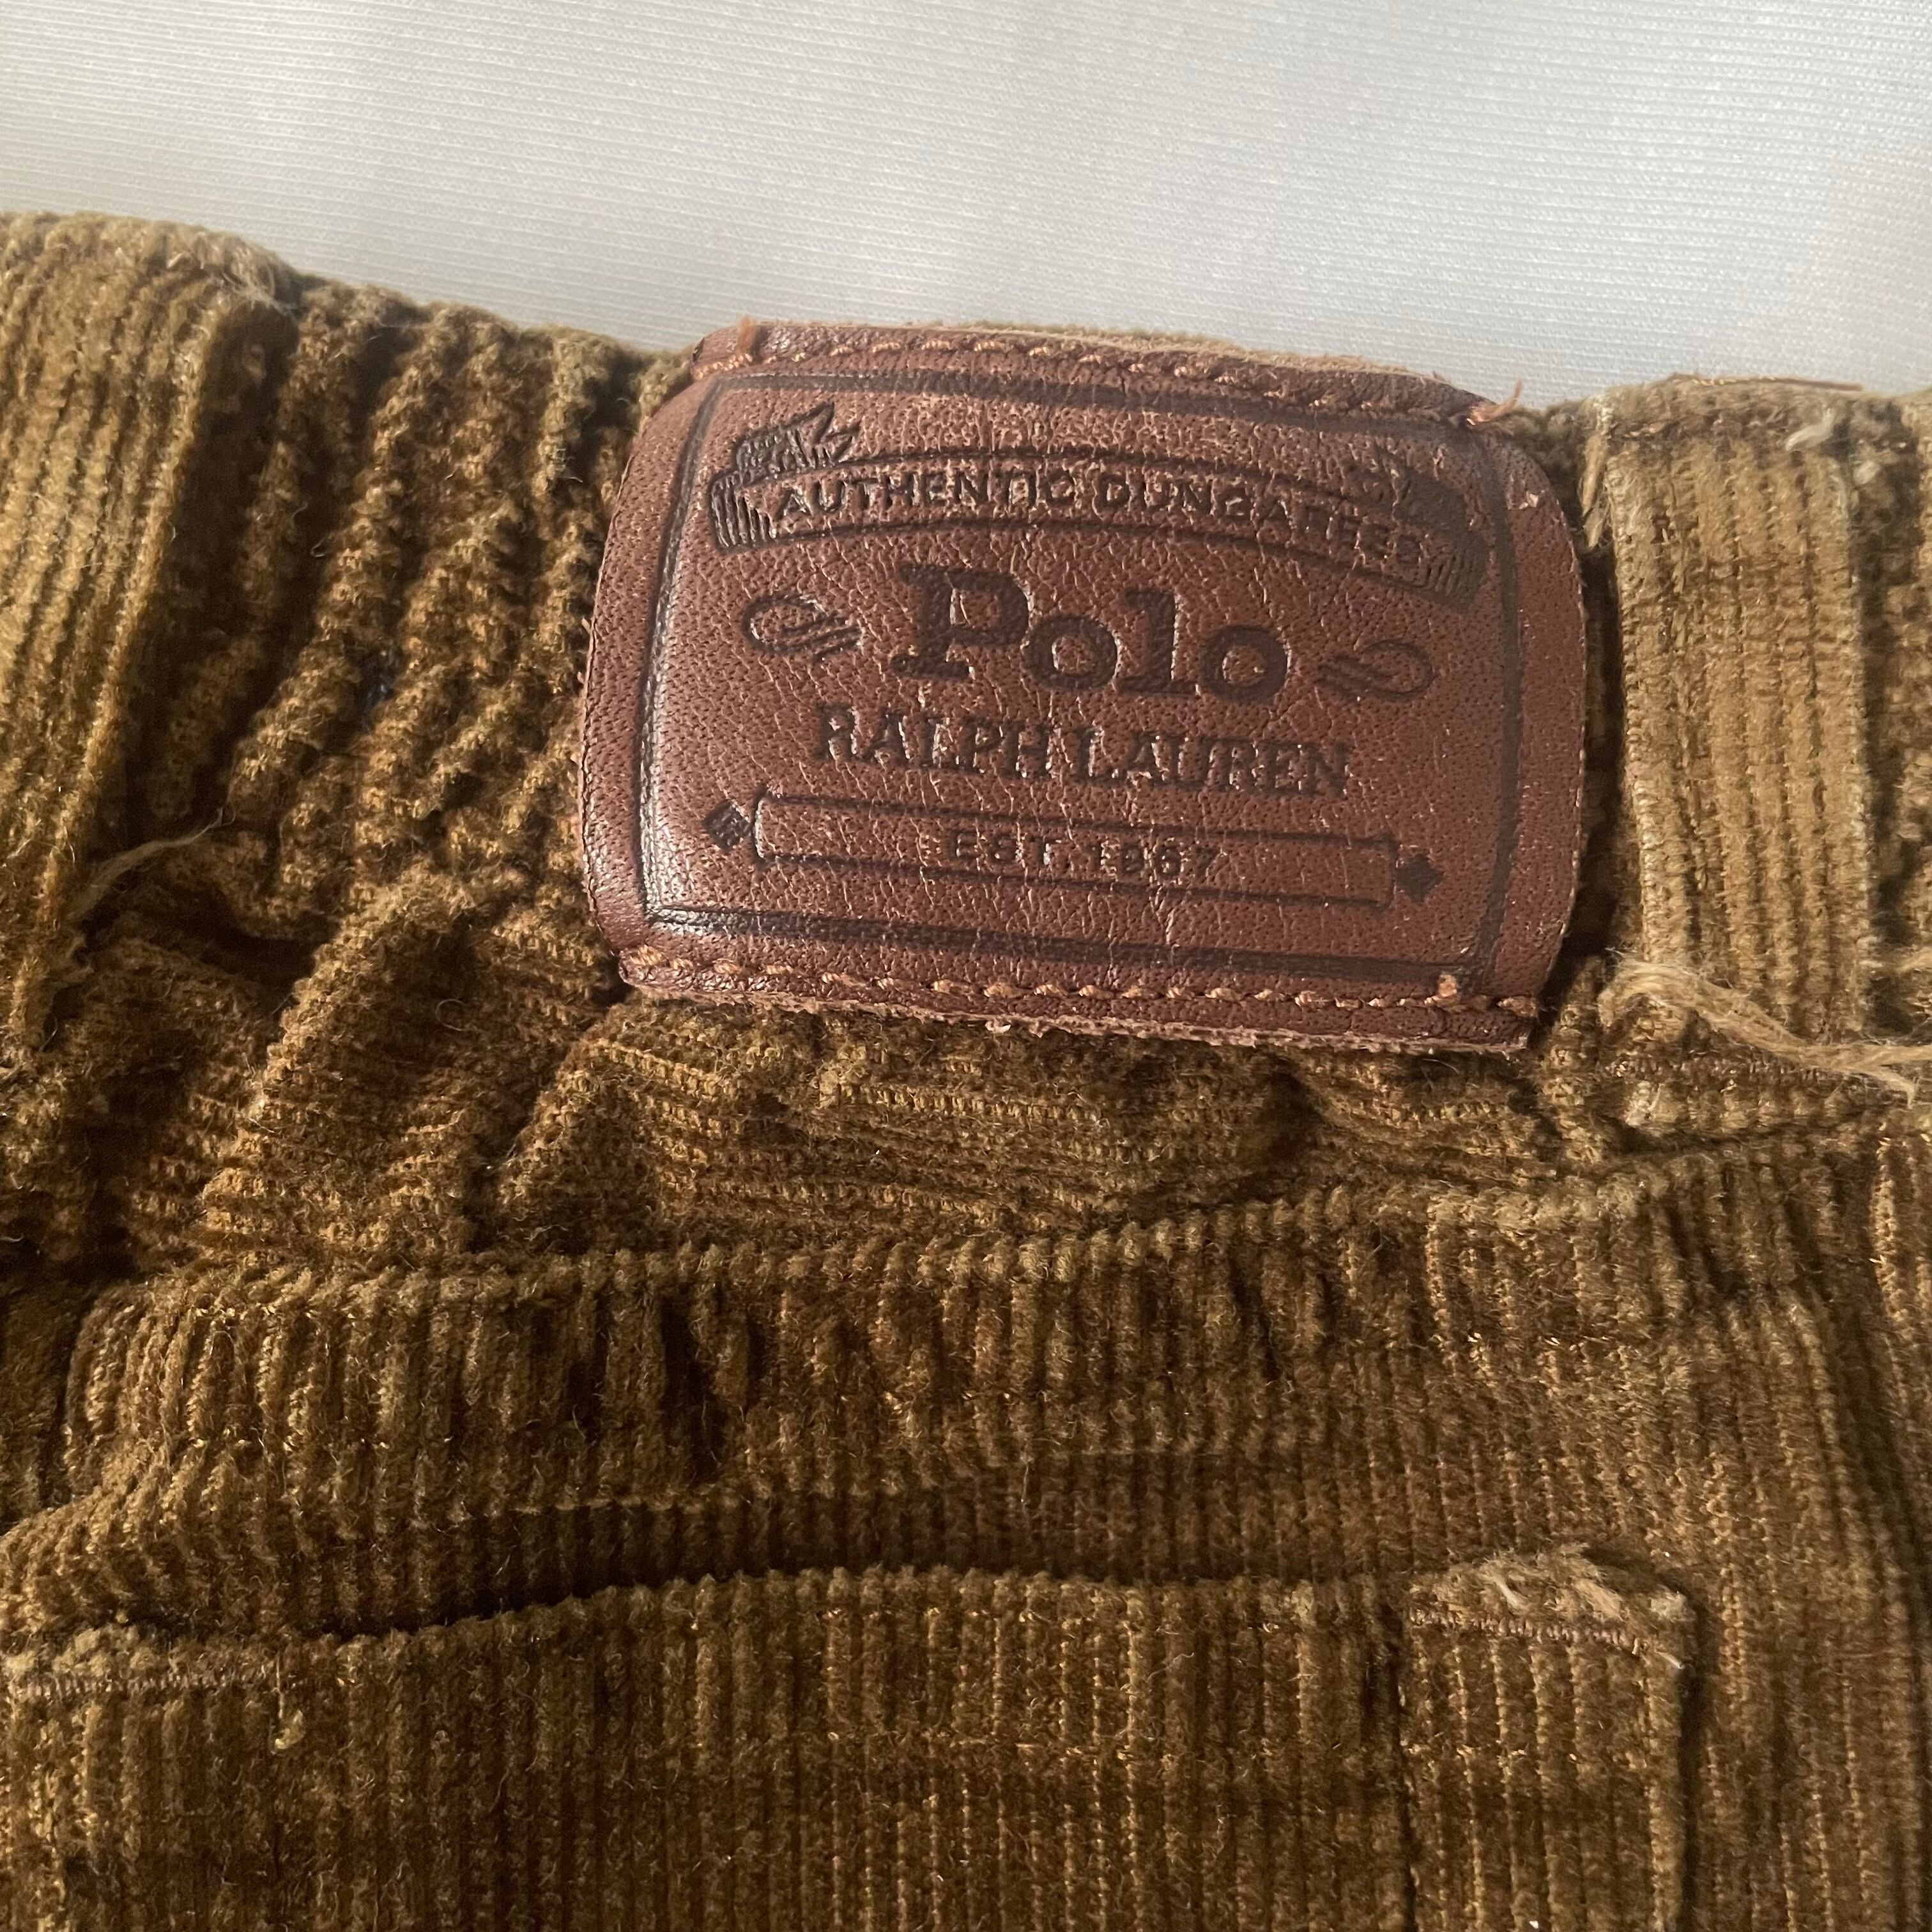 AUTHENTIC DUNGAREES
Polo
RALPH LAUREN
EST. 1967